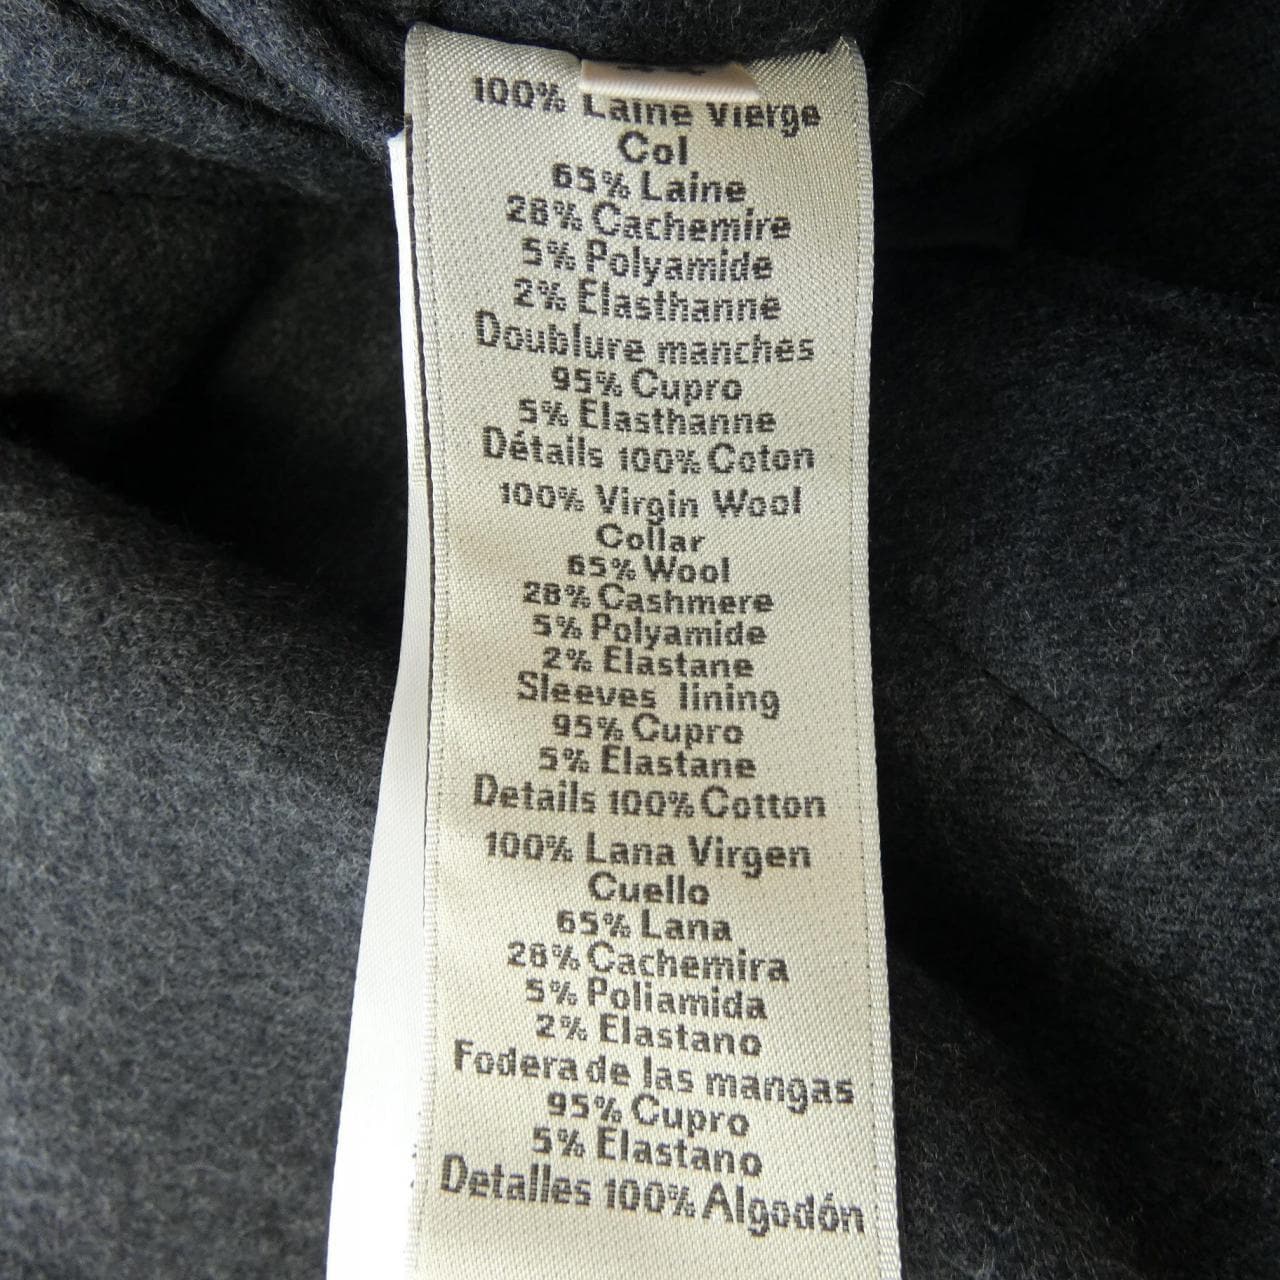 100% Laine Vierge
Col
65% Laine
28% Cachemire
5% Polyamide
2% Elasthanne
Doublure manches
95% Cupro
5% Elasthanne
Détails 100% Coton
100% Virgin Wool
Collar
65% Wool
28% Cashmere
5% Polyamide
2% Elastane
Sleeves lining
95% Cupro
5% Elastane
Details 100% Cotton
100% Lana Virgen
Cuello
65% Lana
28% Cachemira
5% Poliamida
2% Elastano
Fodera de las mangas
95% Cupro
5% Elastano
Detalles 100% Algodón